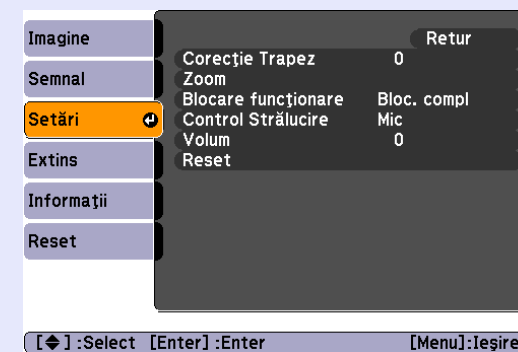 Imagine
Semnal
Setări
Extins
Informaţii
Reset
Retur
Corecţie Trapez 0
Zoom
Blocare funcţionare Bloc. compl
Control Strălucire Mic
Volum 0
Reset
[◆] :Select [Enter] :Enter [Menu]:Ieşire